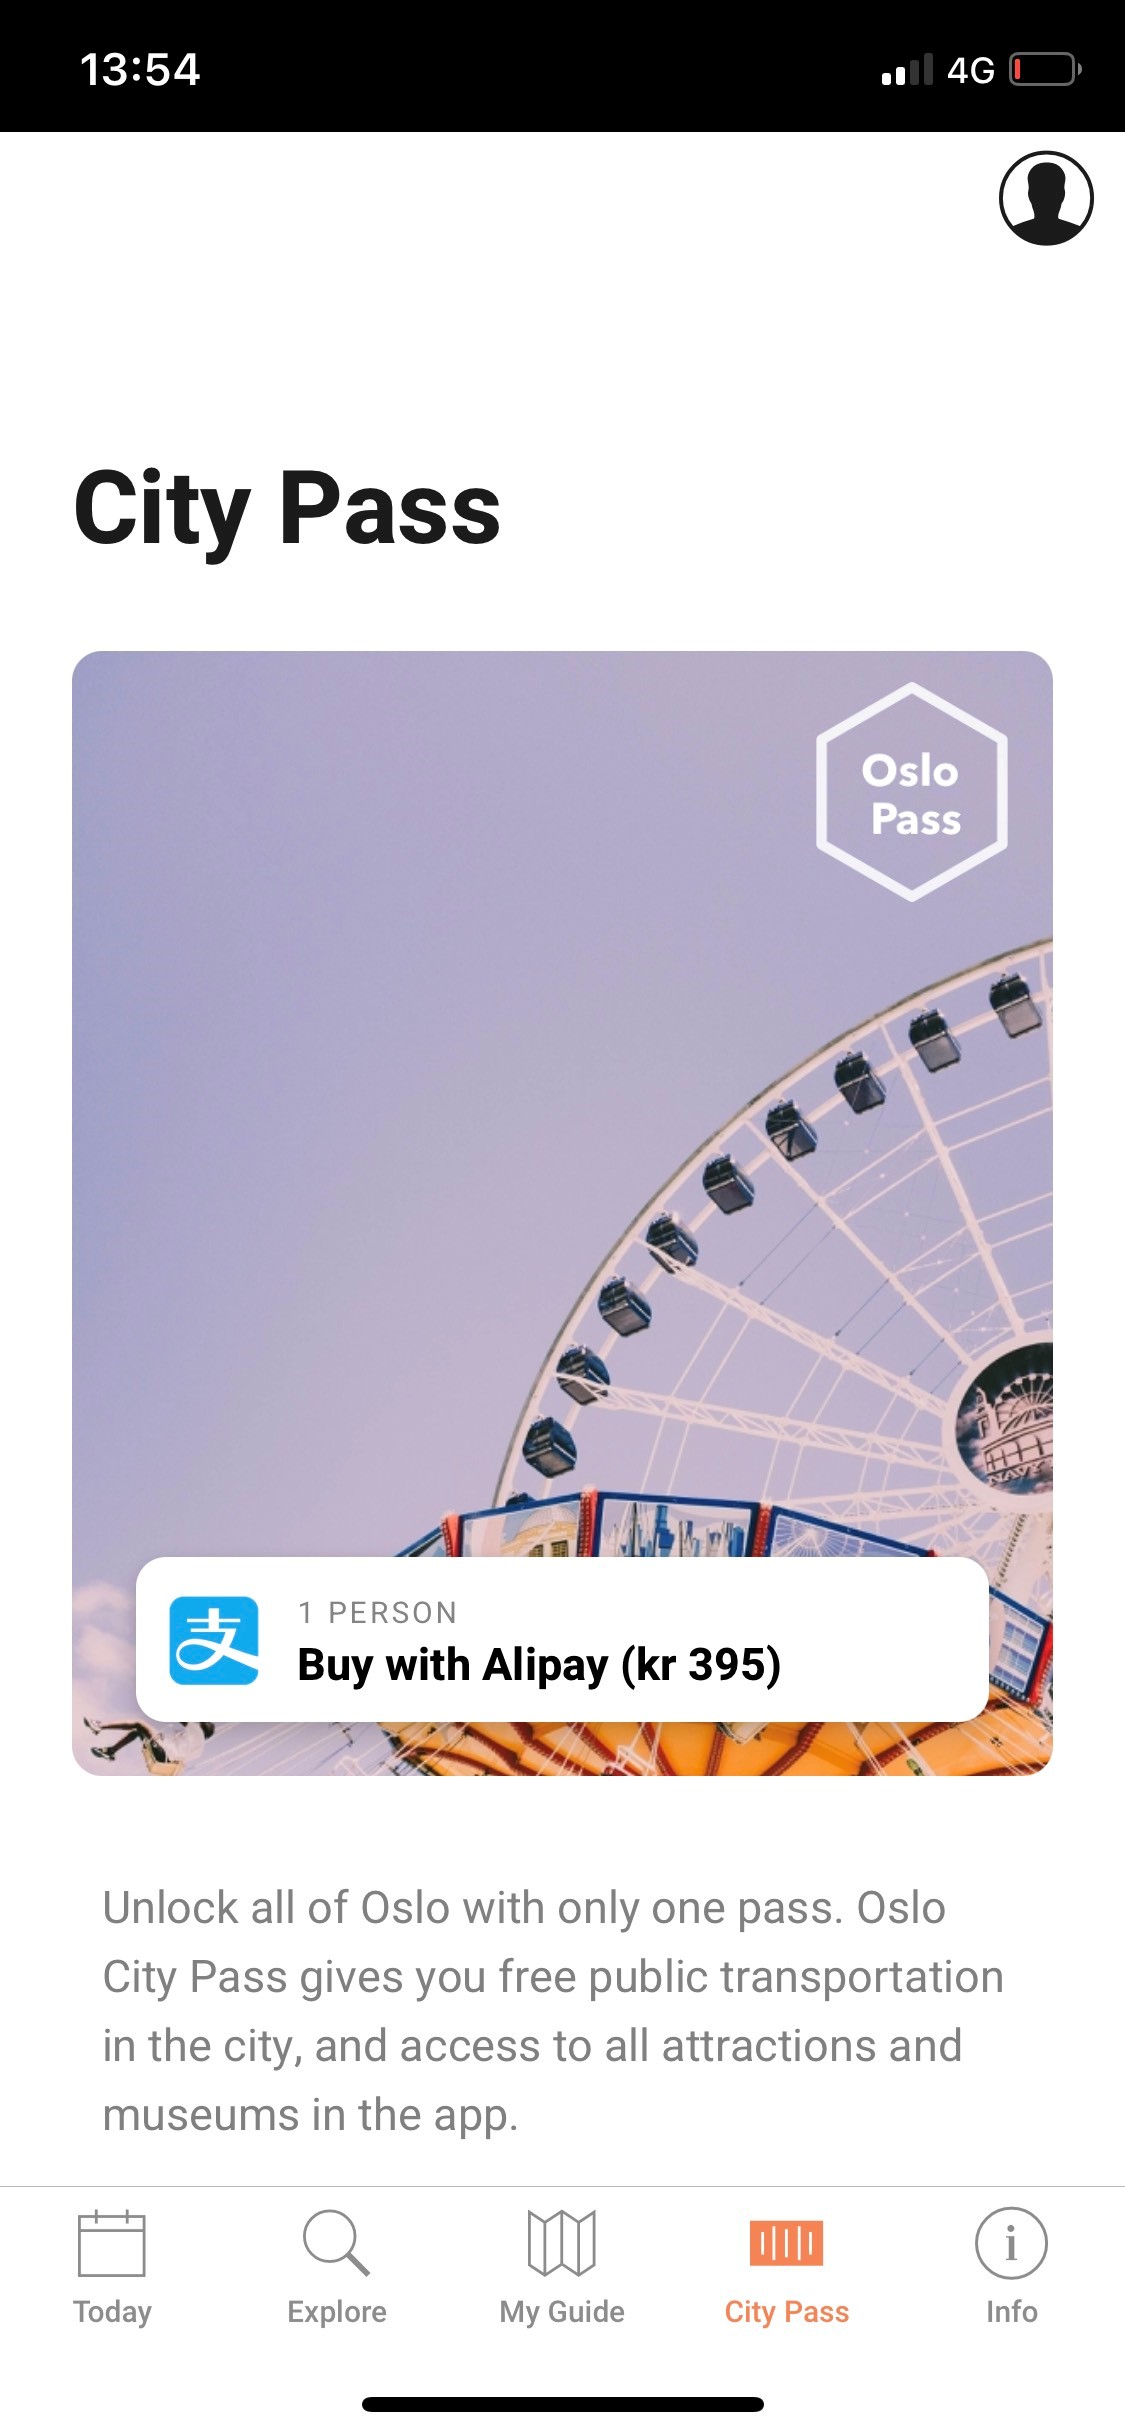 13:54
4G
City Pass
Oslo
Pass
NAVY
支
1 PERSON
Buy with Alipay (kr 395)
Unlock all of Oslo with only one pass. Oslo
City Pass gives you free public transportation
in the city, and access to all attractions and
museums in the app.
Today
Explore
My Guide
City Pass
i
Info